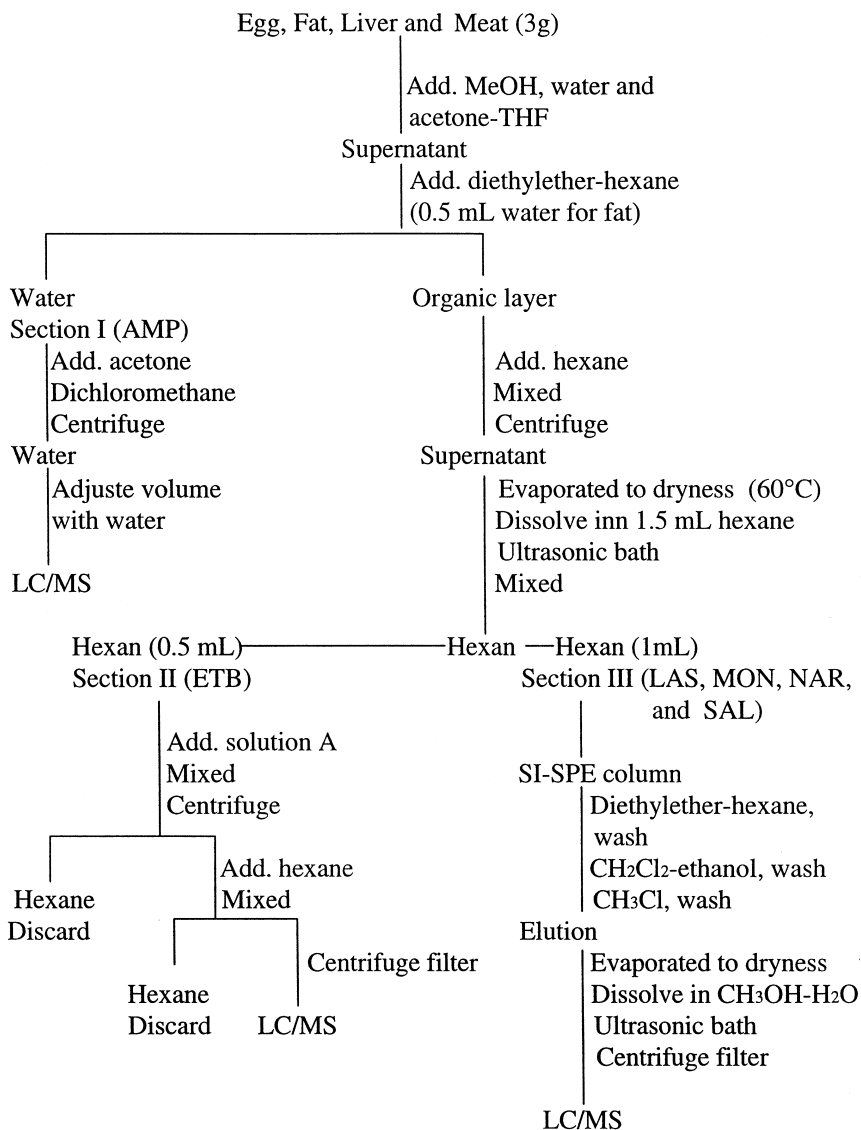 Egg, Fat, Liver and Meat (3g)
Add. MeOH, water and
acetone-THF
Supernatant
Add. diethylether-hexane
(0.5 mL water for fat)
Water
Section I (AMP)
Add. acetone
Dichloromethane
Centrifuge
Water
Adjuste volume
with water
LC/MS
Organic layer
Add. hexane
Mixed
Centrifuge
Supernatant
Evaporated to dryness (60°C)
Dissolve inn 1.5 mL hexane
Ultrasonic bath
Mixed
Hexan (0.5 mL) Hexan Hexan (1mL)
Section II (ETB)
Add. solution A
Mixed
Centrifuge
Hexane
Discard
Add. hexane
Mixed
Hexane
Discard
Centrifuge filter
LC/MS
Section III (LAS, MON, NAR,
and SAL)
SI-SPE column
Diethylether-hexane,
wash
CH2Cl2-ethanol, wash
CH3Cl, wash
Elution
Evaporated to dryness
Dissolve in CH3OH-H2O
Ultrasonic bath
Centrifuge filter
LC/MS